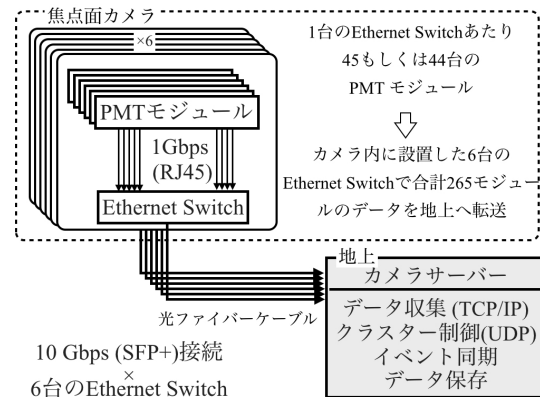 焦点面カメラ
×6
PMTモジュール
1Gbps
(RJ45)
Ethernet Switch
1台のEthernet Switchあたり
45もしくは44台の
PMT モジュール
カメラ内に設置した6台の
Ethernet Switchで合計265モジュー
ルのデータを地上へ転送
光ファイバーケーブル
10 Gbps (SFP+)接続
×
6台のEthernet Switch
地上
カメラサーバー
データ収集 (TCP/IP)
クラスター制御(UDP)
イベント同期
データ保存